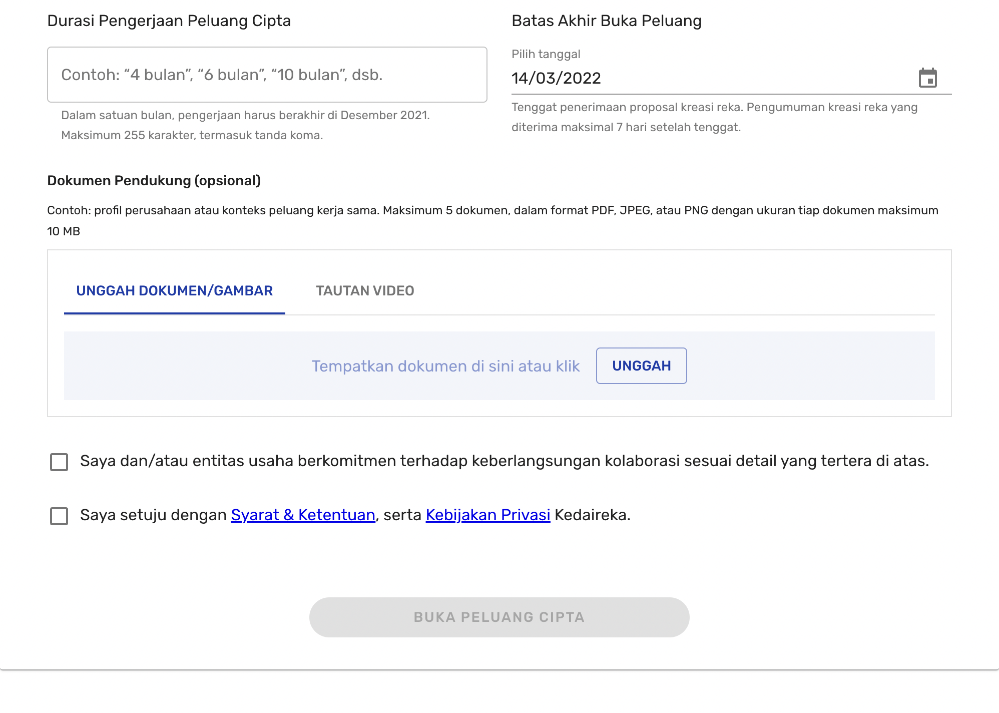 Durasi Pengerjaan Peluang Cipta
Contoh: “4 bulan”, “6 bulan”, “10 bulan”, dsb.
Dalam satuan bulan, pengerjaan harus berakhir di Desember 2021.
Maksimum 255 karakter, termasuk tanda koma.
Batas Akhir Buka Peluang
Pilih tanggal
14/03/2022
Tenggat penerimaan proposal kreasi reka. Pengumuman kreasi reka yang
diterima maksimal 7 hari setelah tenggat.
Dokumen Pendukung (opsional)
Contoh: profil perusahaan atau konteks peluang kerja sama. Maksimum 5 dokumen, dalam format PDF, JPEG, atau PNG dengan ukuran tiap dokumen maksimum
10 MB
UNGGAH DOKUMEN/GAMBAR
TAUTAN VIDEO
Tempatkan dokumen di sini atau klik
UNGGAH
Saya dan/atau entitas usaha berkomitmen terhadap keberlangsungan kolaborasi sesuai detail yang tertera di atas.
Saya setuju dengan Syarat & Ketentuan, serta Kebijakan Privasi Kedaireka.
BUKA PELUANG CIPTA